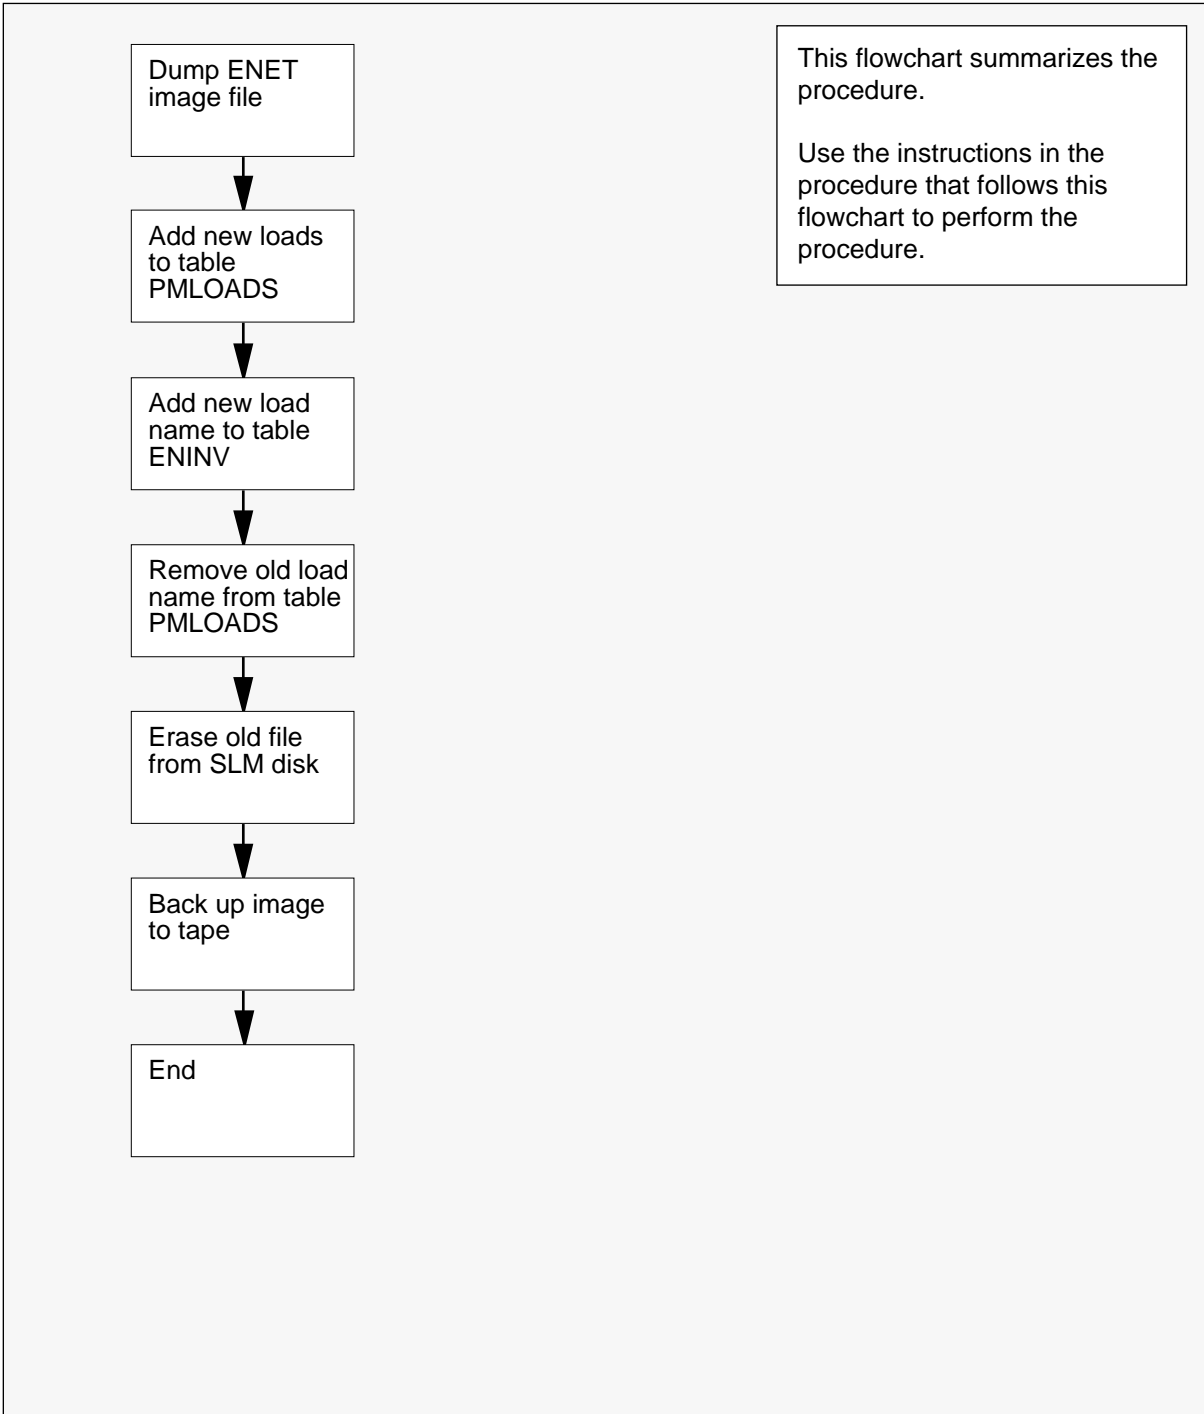 Dump ENET
image file
Add new loads
to table
PMLOADS
Add new load
name to table
ENINV
Remove old load
name from table
PMLOADS
Erase old file
from SLM disk
Back up image
to tape
End
This flowchart summarizes the
procedure.
Use the instructions in the
procedure that follows this
flowchart to perform the
procedure.